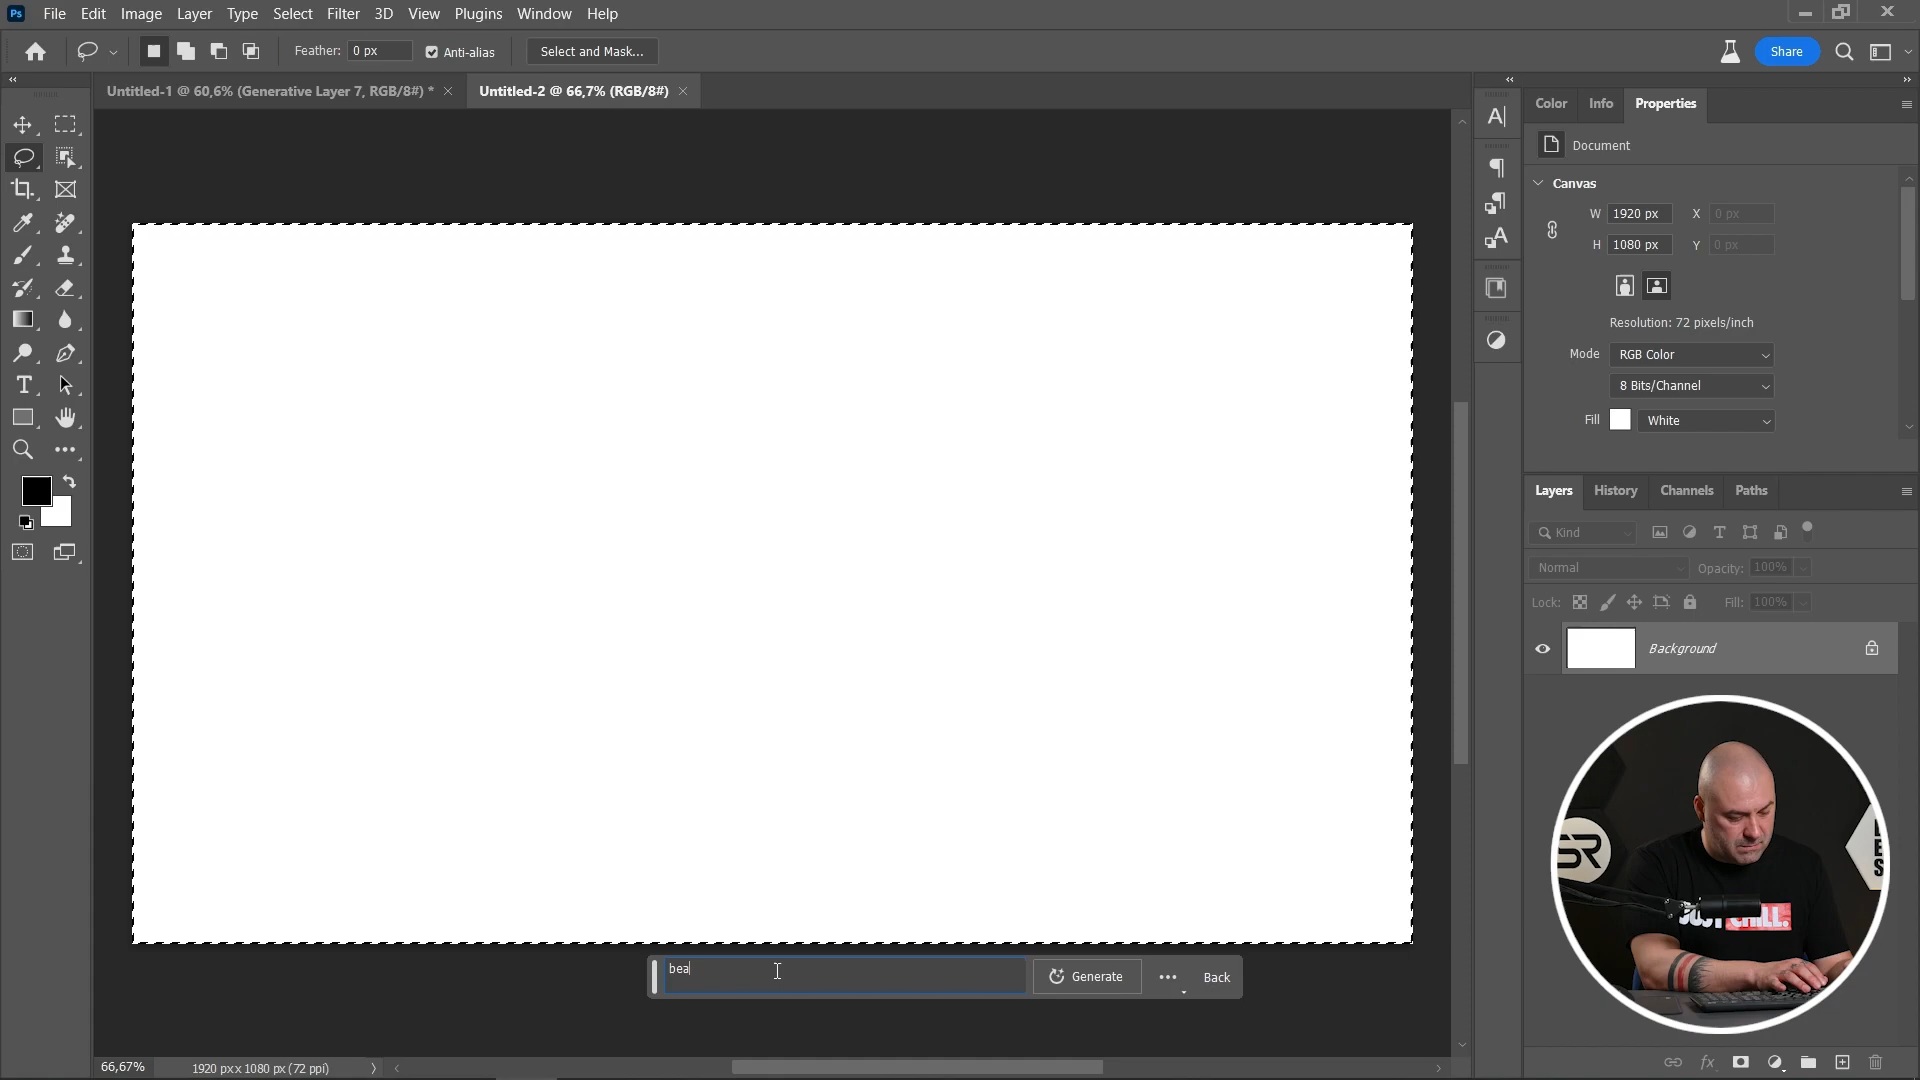 Ps File Edit Image Layer Type Select Filter 3D View Plugins Window Help
Feather: 0 px Anti-alias Select and Mask... Share
Untitled-1 @ 60,6% (Generative Layer 7, RGB/8#) * Untitled-2 @ 66,7% (RGB/8#)
Color Info Properties
Document
Canvas
W 1920 px X 0 px
H 1080 px Y 0 px
Resolution: 72 pixels/inch
Mode RGB Color
8 Bits/Channel
Fill White
Layers History Channels Paths
Kind
Normal Opacity: 100%
Lock: Fill: 100%
Background
SR
JUST CHILL.
bea Generate ••• Back
66,67% 1920 px x 1080 px (72 ppi)